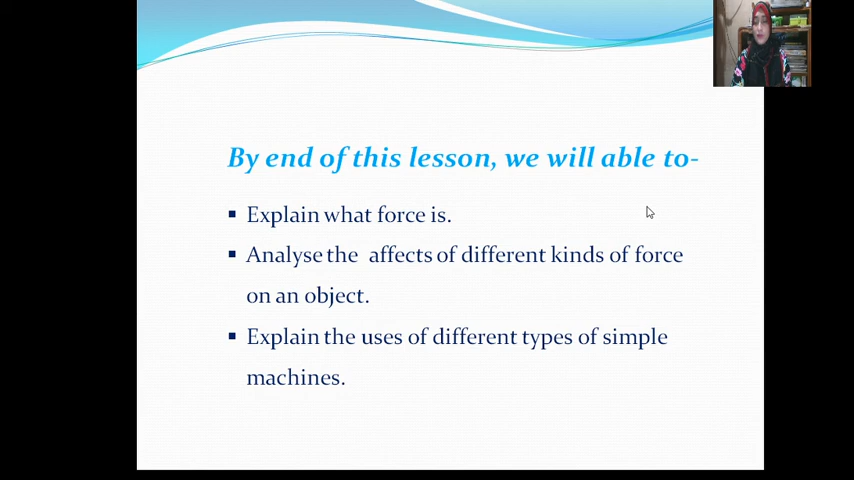 By end of this lesson, we will able to-
▪ Explain what force is.
▪ Analyse the affects of different kinds of force
on an object.
▪ Explain the uses of different types of simple
machines.